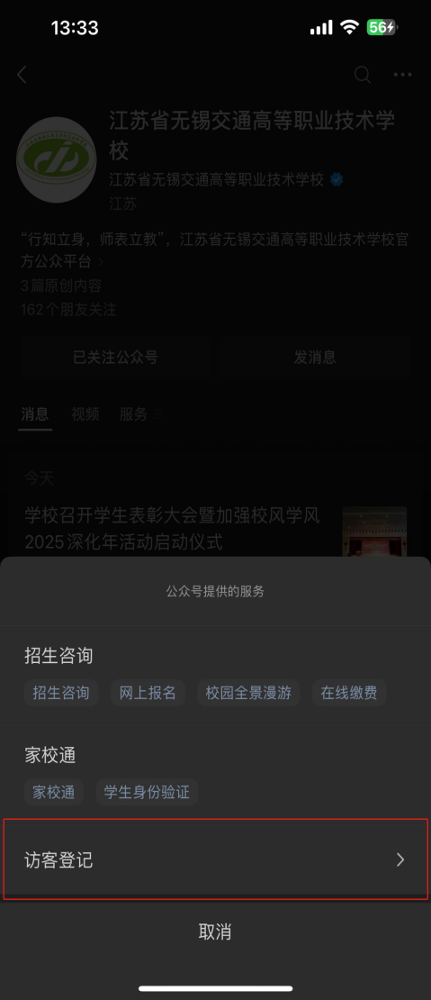 13:33
56
江苏省无锡交通高等职业技术学
校
江苏省无锡交通高等职业技术学校
江苏
“行知立身，师表立教”，江苏省无锡交通高等职业技术学校官
方公众平台
3篇原创内容
162个朋友关注
已关注公众号 发消息
消息 视频 服务
今天
学校召开学生表彰大会暨加强校风学风
2025深化年活动启动仪式
公众号提供的服务
招生咨询
招生咨询 网上报名 校园全景漫游 在线缴费
家校通
家校通 学生身份验证
访客登记
取消